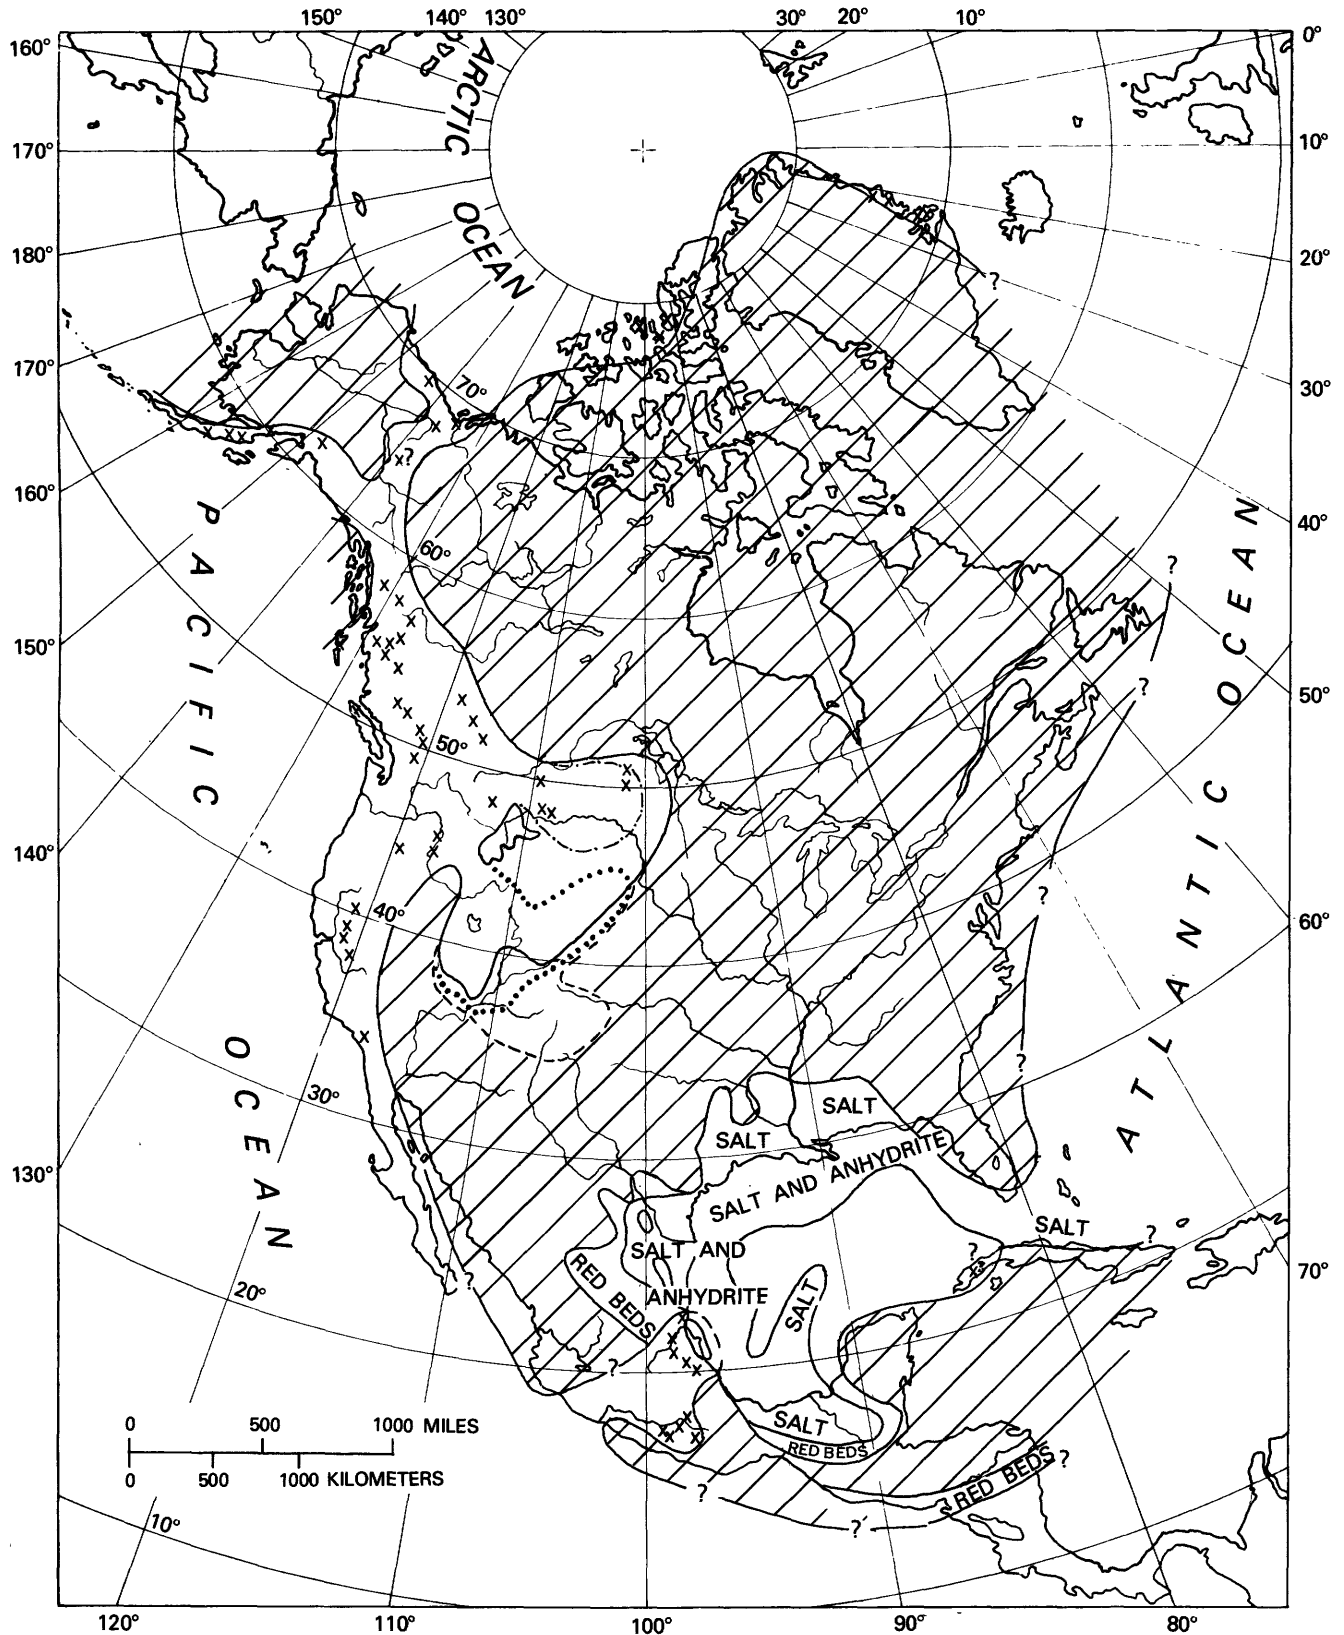 150° 140° 130° 30° 20° 10°
160° 0°
ARCTIC
OCEAN
170° 10°
180° 20°
?
170° 30°
70°
?
160° 40°
60°
?
150° 50°
?
50°
140° 60°
?
40°
PACIFIC
OCEAN
ATLANTIC OCEAN
?
30°
SALT
SALT
SALT AND ANHYDRITE
130°
SALT
?
SALT AND
ANHYDRITE
?
?
RED BEDS
SALT
20°
70°
?
0 500 1000 MILES
0 500 1000 KILOMETERS
SALT
RED BEDS
RED BEDS
?
?
?
10°
120° 110° 100° 90° 80°